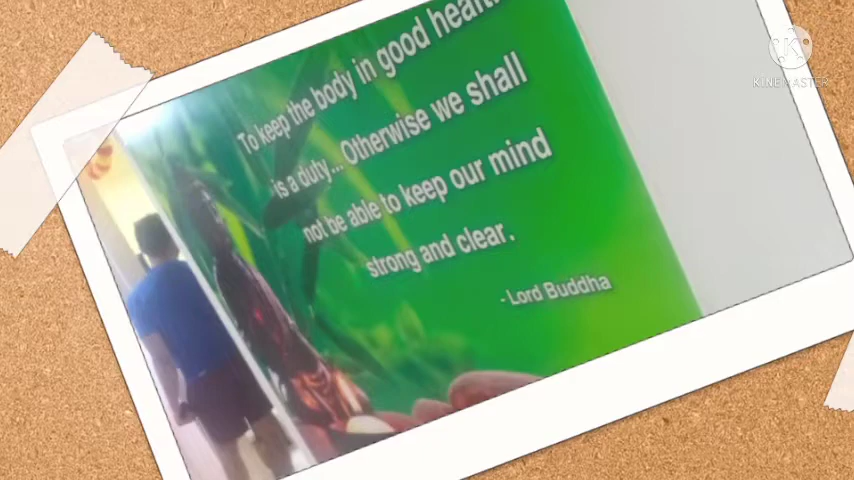 KINEMASTER
To keep the body in good health
is a duty... Otherwise we shall
not be able to keep our mind
strong and clear.
- Lord Buddha